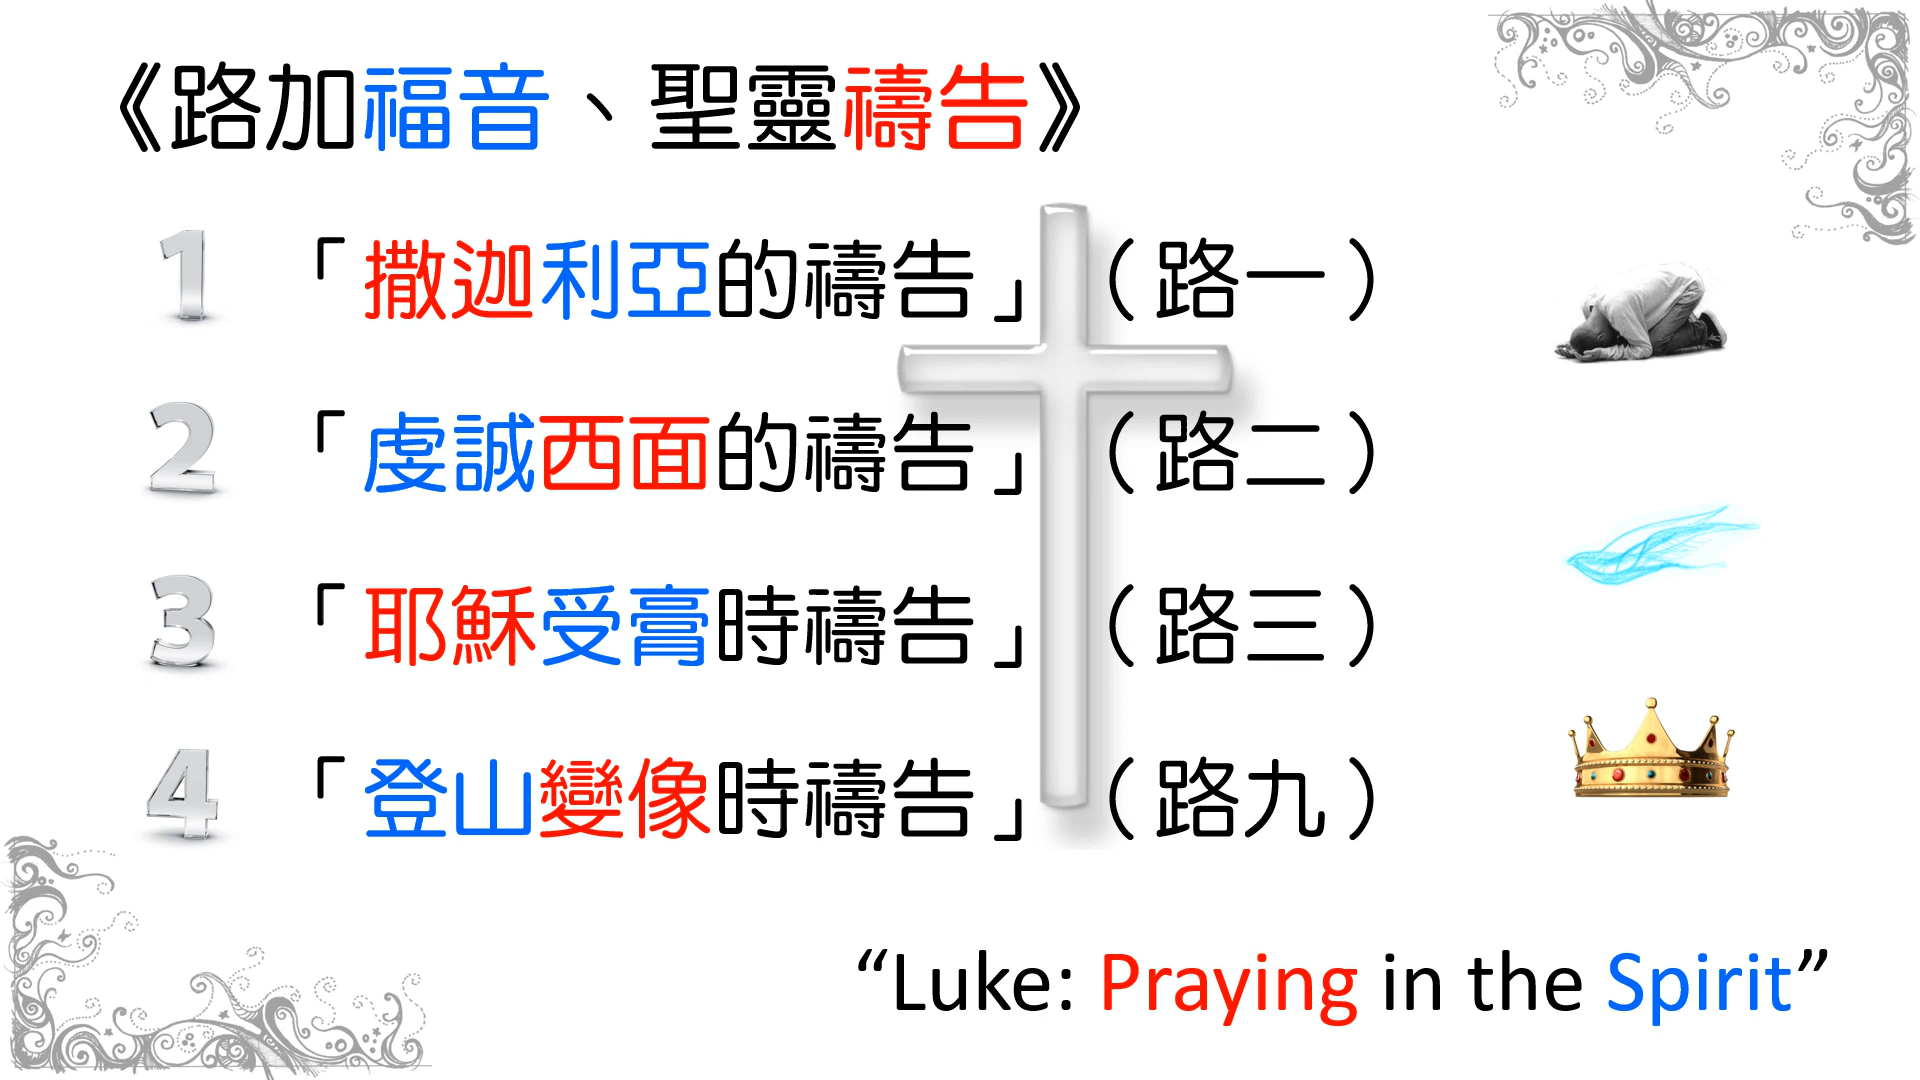 《路加福音、聖靈禱告》
1 「撒迦利亞的禱告」（路一）
2 「虔誠西面的禱告」（路二）
3 「耶穌受膏時禱告」（路三）
4 「登山變像時禱告」（路九）
“Luke: Praying in the Spirit”